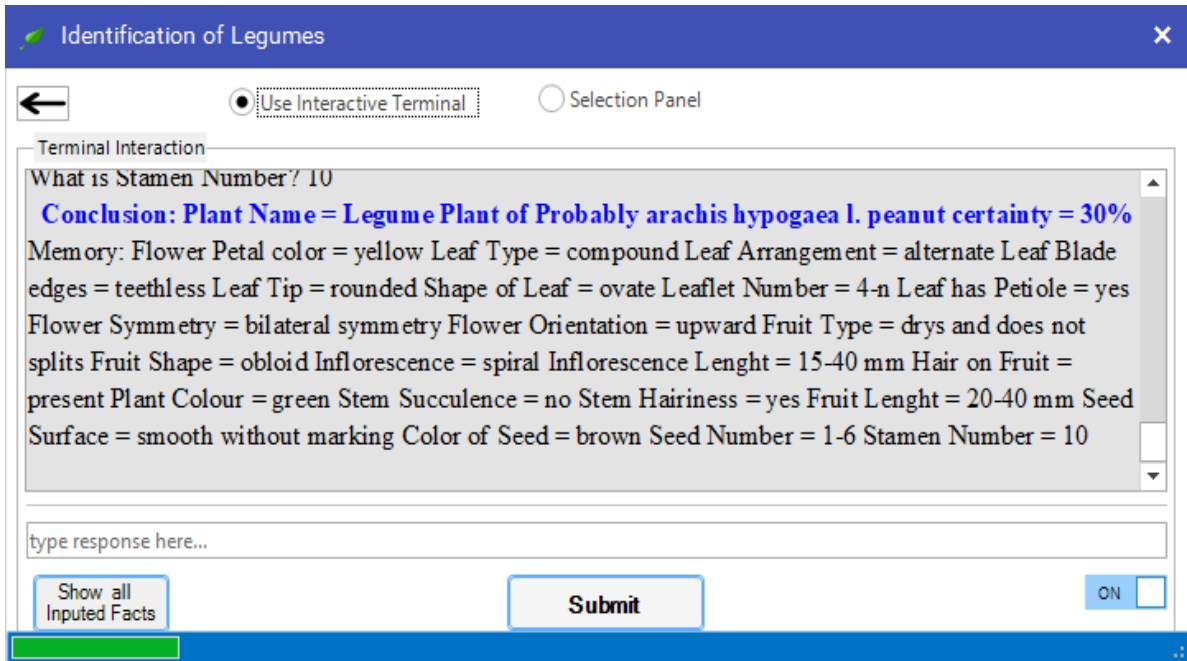 Identification of Legumes
Use Interactive Terminal
Selection Panel
Terminal Interaction
What is Stamen Number? 10
Conclusion: Plant Name = Legume Plant of Probably arachis hypogaea l. peanut certainty = 30%
Memory: Flower Petal color = yellow Leaf Type = compound Leaf Arrangement = alternate Leaf Blade
edges = teethless Leaf Tip = rounded Shape of Leaf = ovate Leaflet Number = 4-n Leaf has Petiole = yes
Flower Symmetry = bilateral symmetry Flower Orientation = upward Fruit Type = drys and does not
splits Fruit Shape = obloid Inflorescence = spiral Inflorescence Lenght = 15-40 mm Hair on Fruit =
present Plant Colour = green Stem Succulence = no Stem Hairiness = yes Fruit Lenght = 20-40 mm Seed
Surface = smooth without marking Color of Seed = brown Seed Number = 1-6 Stamen Number = 10
type response here...
Show all
Inputed Facts
Submit
ON